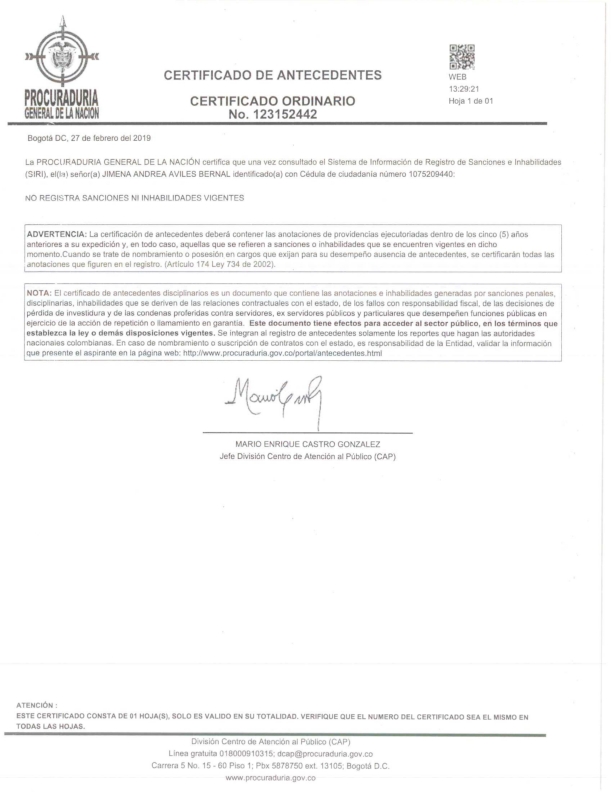 PROCURADURIA
GENERAL DE LA NACION
CERTIFICADO DE ANTECEDENTES
CERTIFICADO ORDINARIO
No. 123152442
WEB
13:29:21
Hoja 1 de 01
Bogotá DC, 27 de febrero del 2019
La PROCURADURIA GENERAL DE LA NACIÓN certifica que una vez consultado el Sistema de Información de Registro de Sanciones e Inhabilidades
(SIRI), el(la) señor(a) JIMENA ANDREA AVILES BERNAL identificado(a) con Cédula de ciudadanía número 1075209440:
NO REGISTRA SANCIONES NI INHABILIDADES VIGENTES
ADVERTENCIA: La certificación de antecedentes deberá contener las anotaciones de providencias ejecutoriadas dentro de los cinco (5) años
anteriores a su expedición y, en todo caso, aquellas que se refieren a sanciones o inhabilidades que se encuentren vigentes en dicho
momento.Cuando se trate de nombramiento o posesión en cargos que exijan para su desempeño ausencia de antecedentes, se certificarán todas las
anotaciones que figuren en el registro. (Artículo 174 Ley 734 de 2002).
NOTA: El certificado de antecedentes disciplinarios es un documento que contiene las anotaciones e inhabilidades generadas por sanciones penales,
disciplinarias, inhabilidades que se deriven de las relaciones contractuales con el estado, de los fallos con responsabilidad fiscal, de las decisiones de
pérdida de investidura y de las condenas proferidas contra servidores, ex servidores públicos y particulares que desempeñen funciones públicas en
ejercicio de la acción de repetición o llamamiento en garantía. Este documento tiene efectos para acceder al sector público, en los términos que
establezca la ley o demás disposiciones vigentes. Se integran al registro de antecedentes solamente los reportes que hagan las autoridades
nacionales colombianas. En caso de nombramiento o suscripción de contratos con el estado, es responsabilidad de la Entidad, validar la información
que presente el aspirante en la página web: http://www.procuraduria.gov.co/portal/antecedentes.html
MARIO ENRIQUE CASTRO GONZALEZ
Jefe División Centro de Atención al Público (CAP)
ATENCIÓN :
ESTE CERTIFICADO CONSTA DE 01 HOJA(S), SOLO ES VALIDO EN SU TOTALIDAD. VERIFIQUE QUE EL NUMERO DEL CERTIFICADO SEA EL MISMO EN
TODAS LAS HOJAS.
División Centro de Atención al Público (CAP)
Línea gratuita 018000910315; dcap@procuraduria.gov.co
Carrera 5 No. 15 - 60 Piso 1; Pbx 5878750 ext. 13105; Bogotá D.C.
www.procuraduria.gov.co